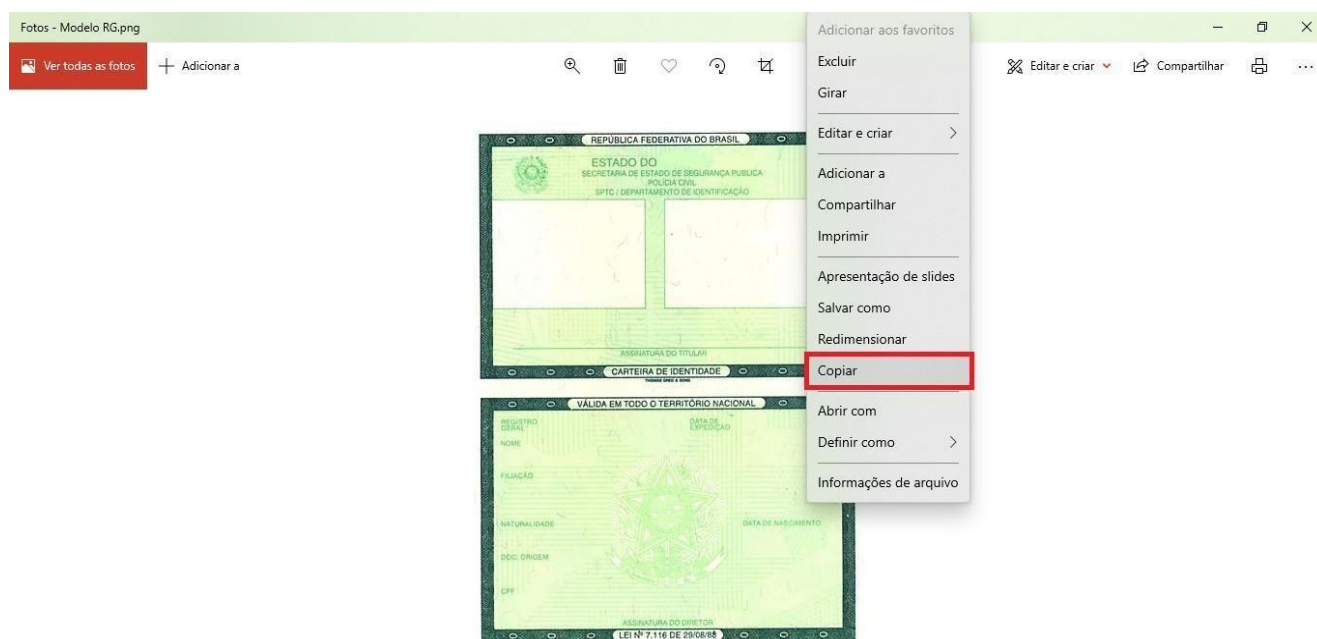 Fotos - Modelo RG.png
Ver todas as fotos
Adicionar a
Editar e criar
Compartilhar
Adicionar aos favoritos
Excluir
Girar
Editar e criar
Adicionar a
Compartilhar
Imprimir
Apresentação de slides
Salvar como
Redimensionar
Copiar
Abrir com
Definir como
Informações de arquivo
REPÚBLICA FEDERATIVA DO BRASIL
ESTADO DO
SECRETARIA DE ESTADO DE SEGURANÇA PUBLICA
POLÍCIA CIVIL
SPTC / DEPARTAMENTO DE IDENTIFICAÇÃO
ASSINATURA DO TITULAR
CARTEIRA DE IDENTIDADE
THOMAS GREG & SONS
VÁLIDA EM TODO O TERRITÓRIO NACIONAL
REGISTRO GERAL
DATA DE EXPEDIÇÃO
NOME
FILIAÇÃO
NATURALIDADE
DATA DE NASCIMENTO
DOC. ORIGEM
CPF
ASSINATURA DO DIRETOR
LEI Nº 7.116 DE 29/08/83